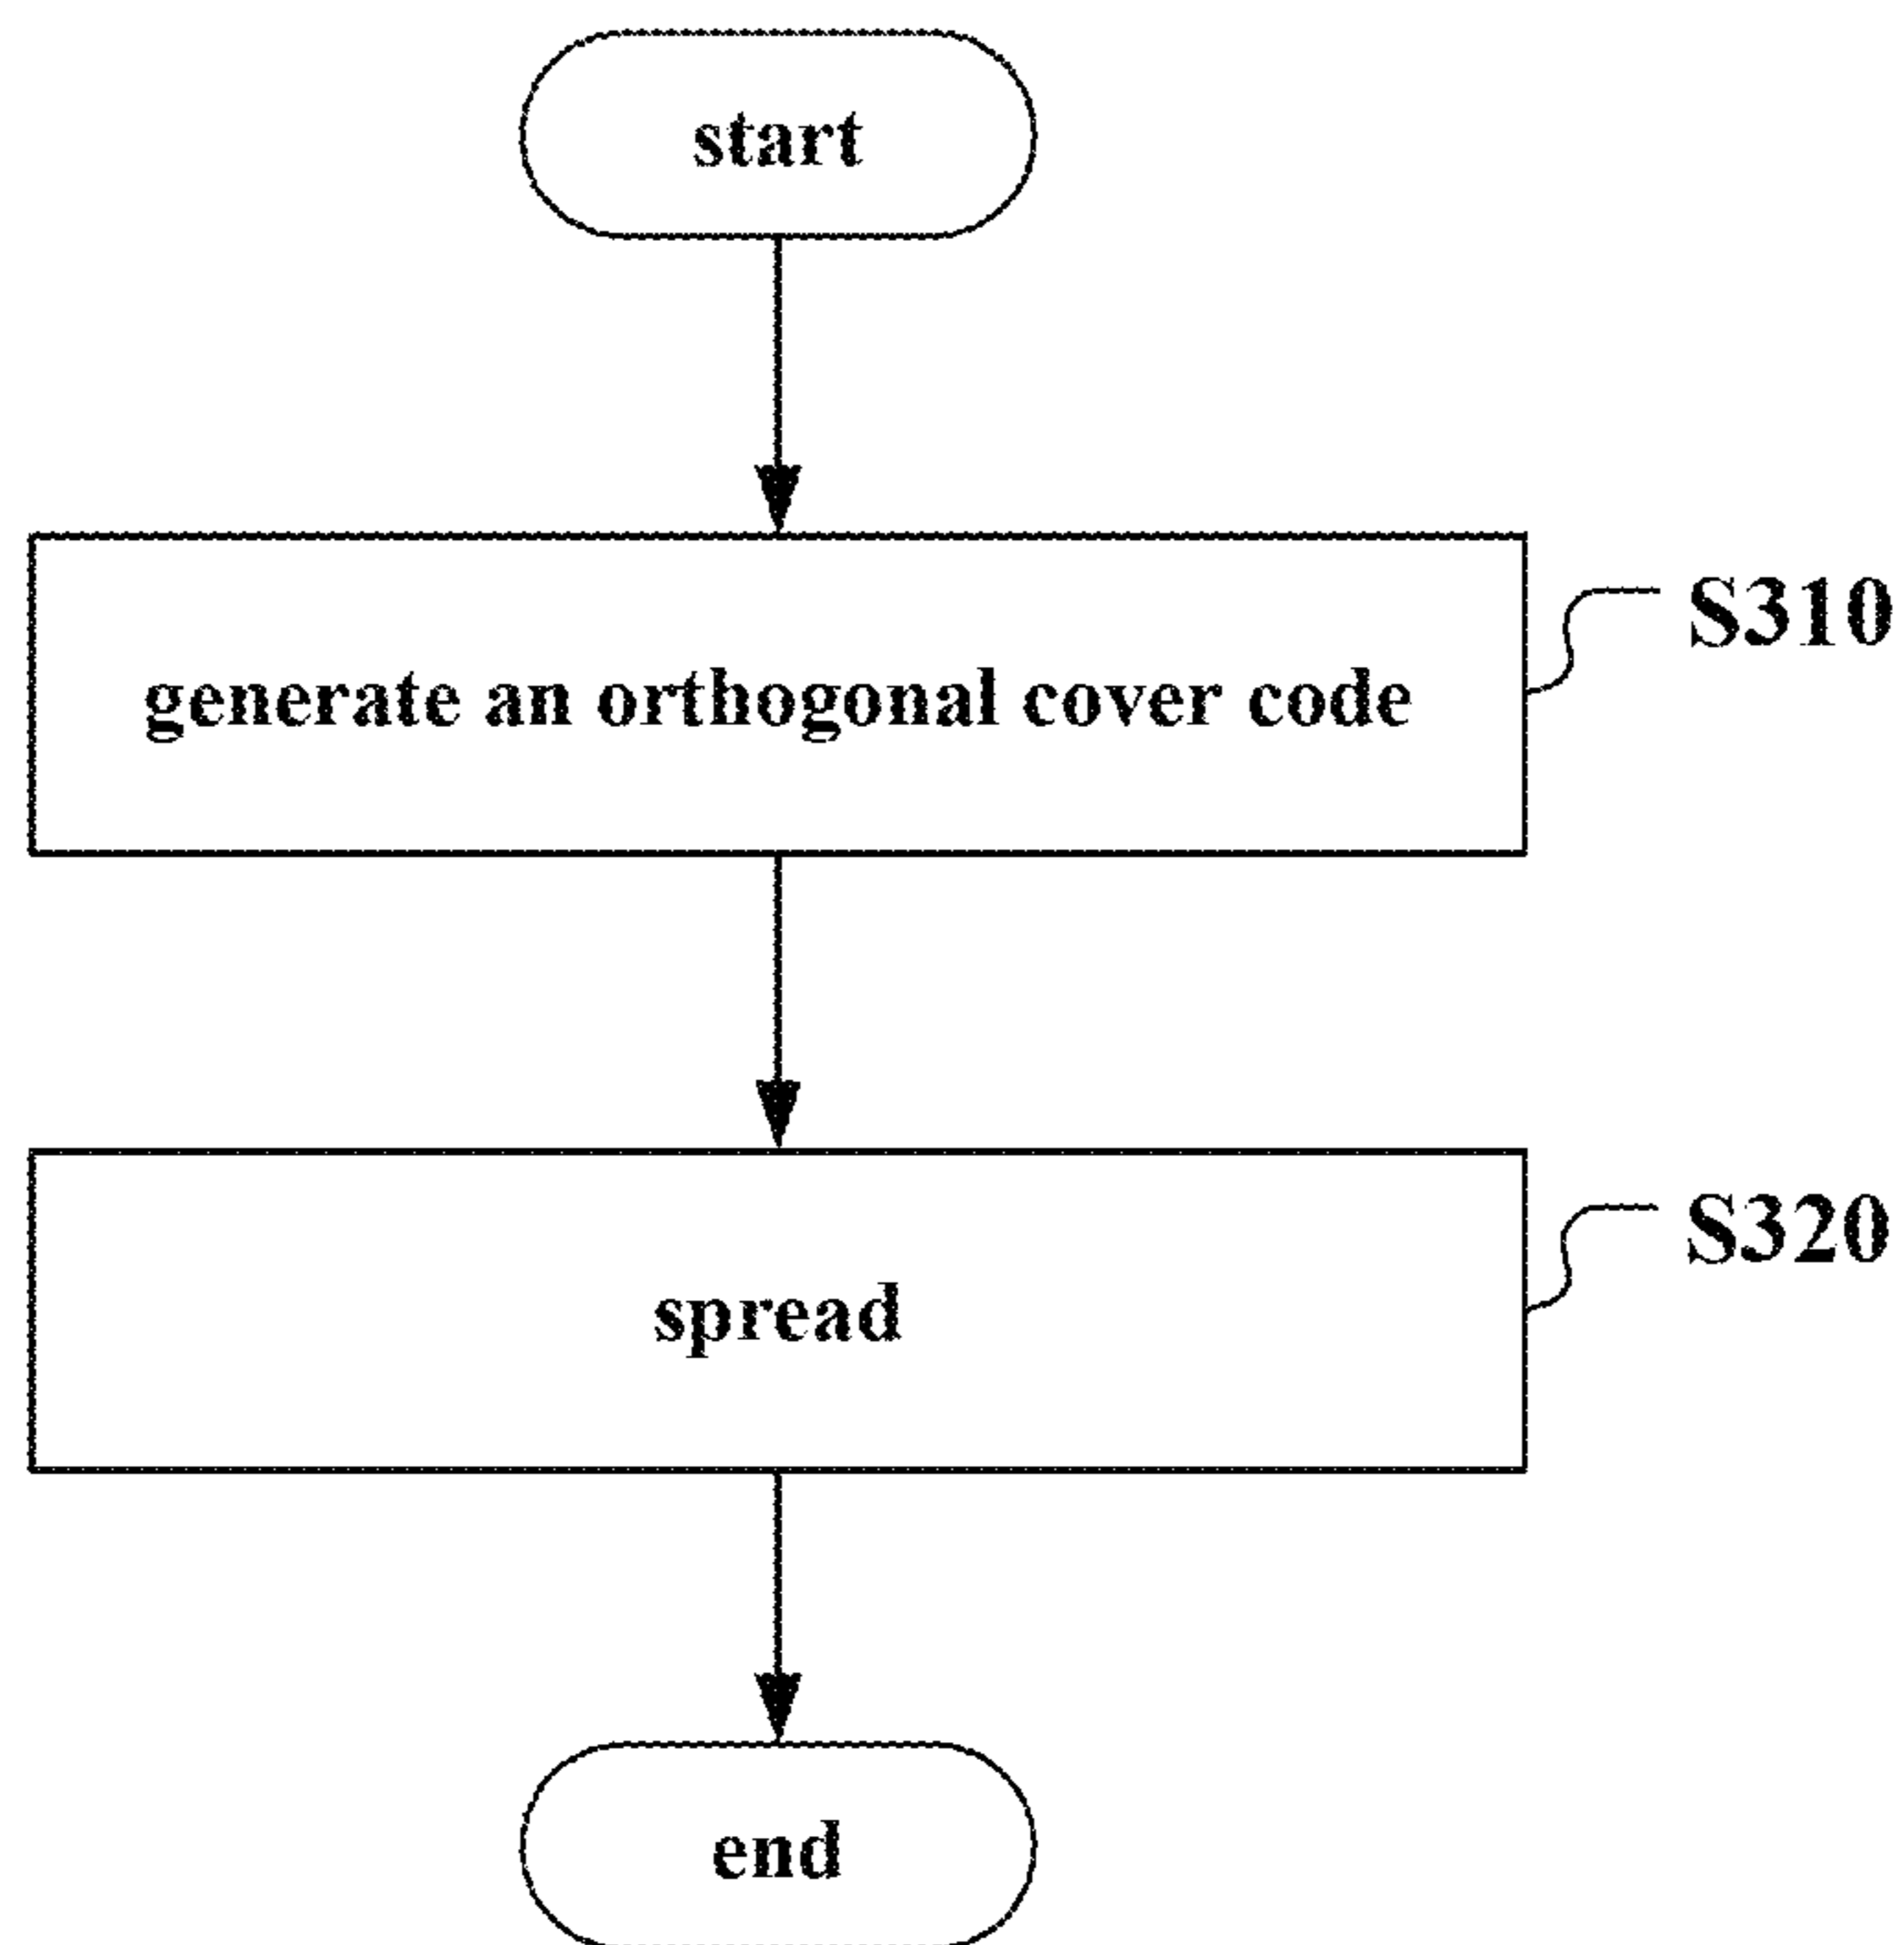 start
S310
generate an orthogonal cover code
S320
spread
end